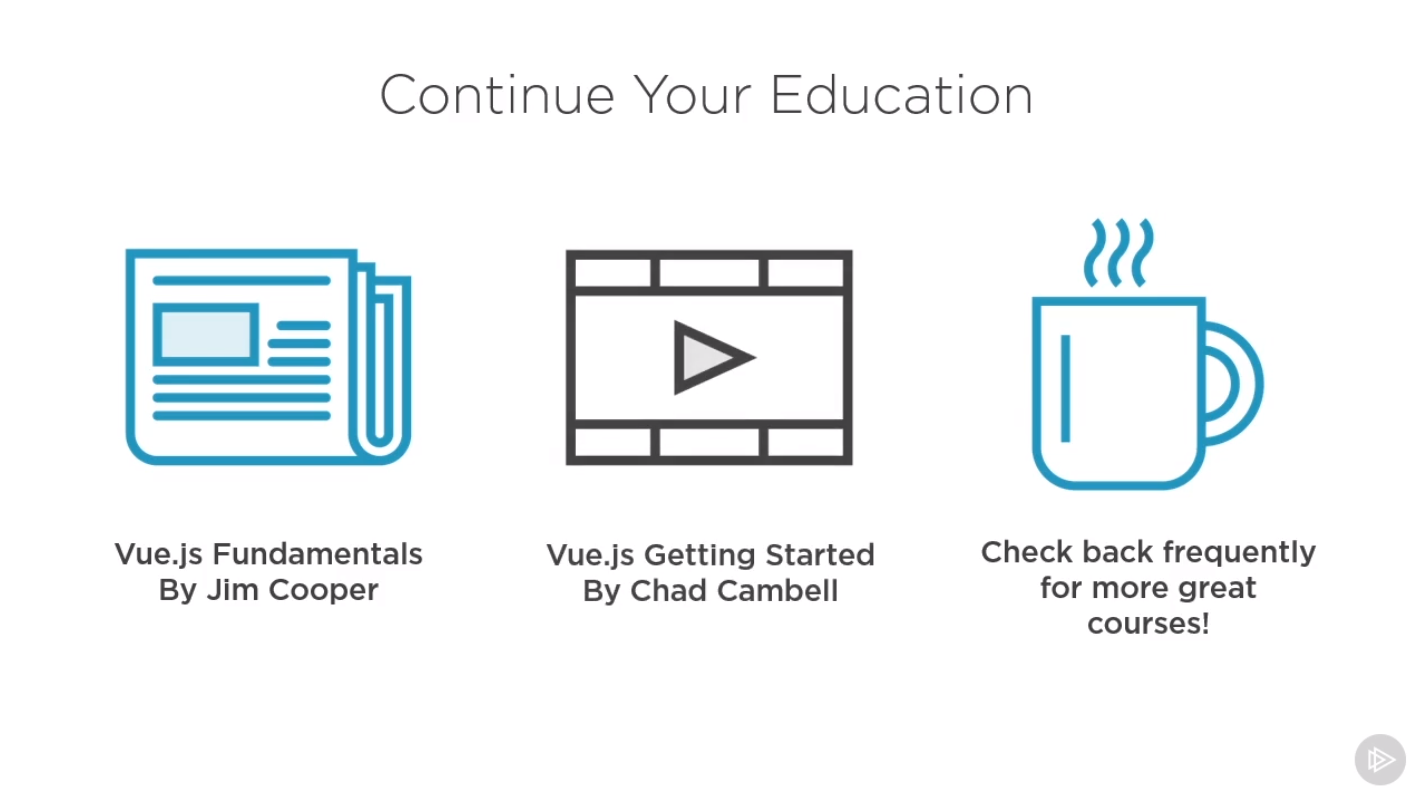 Continue Your Education
Vue.js Fundamentals
By Jim Cooper
Vue.js Getting Started
By Chad Cambell
Check back frequently
for more great
courses!